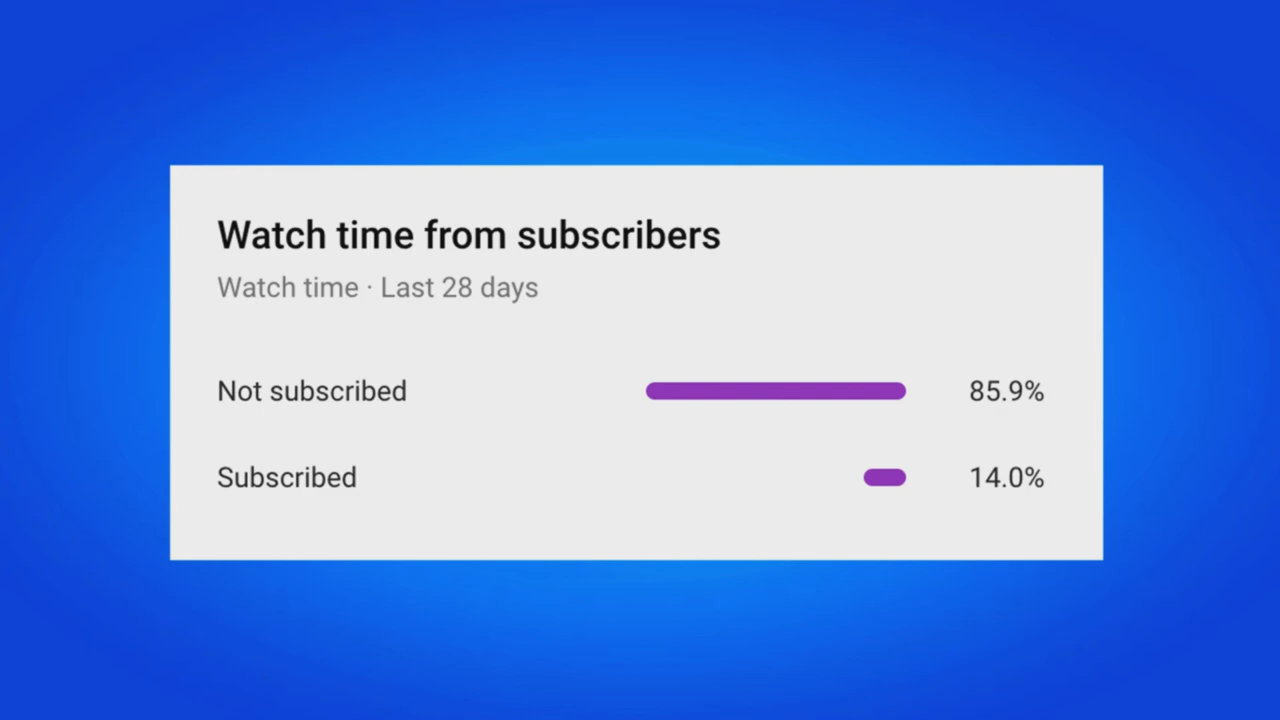 Watch time from subscribers
Watch time · Last 28 days
Not subscribed 85.9%
Subscribed 14.0%